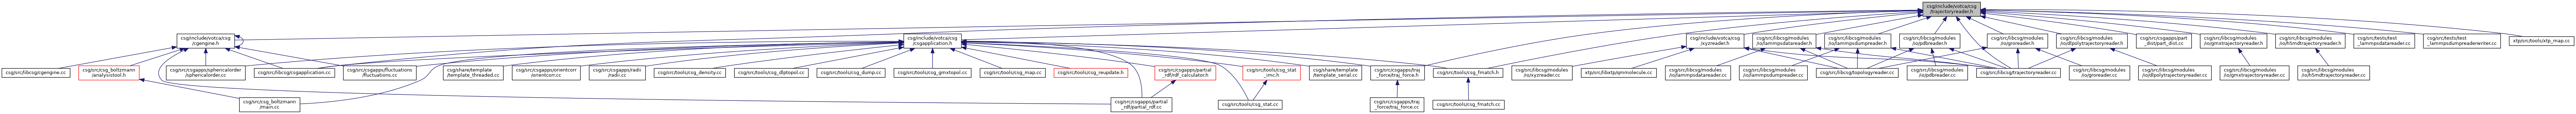 csg/include/votca/csg
/trajectoryreader.h
csg/include/votca/csg
/cgengine.h
csg/include/votca/csg
/csgapplication.h
csg/include/votca/csg
/xyzreader.h
csg/src/libcsg/modules
/io/lammpsdatareader.h
csg/src/libcsg/modules
/io/lammpsdumpreader.h
csg/src/libcsg/modules
/io/pdbreader.h
csg/src/libcsg/modules
/io/groreader.h
csg/src/libcsg/modules
/io/dlpolytrajectoryreader.h
csg/src/csgapps/part
_dist/part_dist.cc
csg/src/libcsg/modules
/io/gmxtrajectoryreader.h
csg/src/libcsg/modules
/io/h5mdtrajectoryreader.h
csg/src/tests/test
_lammpsdatareader.cc
csg/src/tests/test
_lammpsdumpreaderwriter.cc
xtp/src/tools/xtp_map.cc
csg/src/libcsg/cgengine.cc
csg/src/csg_boltzmann
/analysistool.h
csg/src/csgapps/sphericalorder
/sphericalorder.cc
csg/src/libcsg/csgapplication.cc
csg/src/csgapps/fluctuations
/fluctuations.cc
csg/share/template
/template_threaded.cc
csg/src/csgapps/orientcorr
/orientcorr.cc
csg/src/csgapps/radii
/radii.cc
csg/src/tools/csg_density.cc
csg/src/tools/csg_dlptopol.cc
csg/src/tools/csg_dump.cc
csg/src/tools/csg_gmxtopol.cc
csg/src/tools/csg_map.cc
csg/src/tools/csg_reupdate.h
csg/src/csgapps/partial
_rdf/rdf_calculator.h
csg/src/tools/csg_stat
_imc.h
csg/share/template
/template_serial.cc
csg/src/csgapps/traj
_force/traj_force.h
csg/src/tools/csg_fmatch.h
csg/src/libcsg/modules
/io/xyzreader.cc
xtp/src/libxtp/qmmolecule.cc
csg/src/libcsg/modules
/io/lammpsdatareader.cc
csg/src/libcsg/modules
/io/lammpsdumpreader.cc
csg/src/libcsg/topologyreader.cc
csg/src/libcsg/modules
/io/pdbreader.cc
csg/src/libcsg/trajectoryreader.cc
csg/src/libcsg/modules
/io/groreader.cc
csg/src/libcsg/modules
/io/dlpolytrajectoryreader.cc
csg/src/libcsg/modules
/io/gmxtrajectoryreader.cc
csg/src/libcsg/modules
/io/h5mdtrajectoryreader.cc
csg/src/csg_boltzmann
/main.cc
csg/src/csgapps/partial
_rdf/partial_rdf.cc
csg/src/tools/csg_stat.cc
csg/src/csgapps/traj
_force/traj_force.cc
csg/src/tools/csg_fmatch.cc